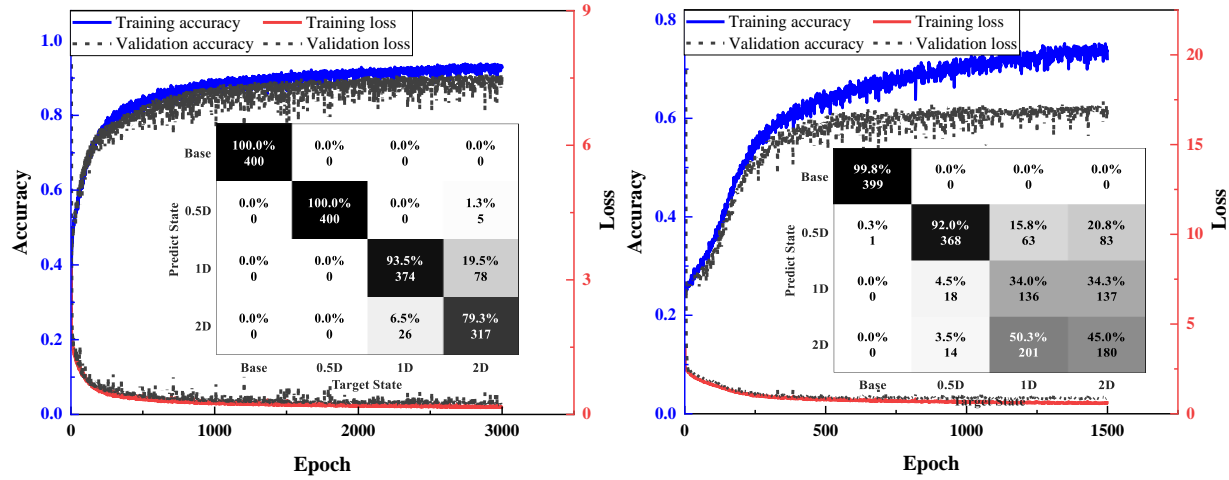 Training accuracy Training loss
Validation accuracy Validation loss
1.0
0.8
0.6
0.4
0.2
0.0
Accuracy
9
6
3
0
Loss
0 1000 2000 3000
Epoch
Predict State
Base 100.0% 0.0% 0.0% 0.0%
400 0 0 0
0.5D 0.0% 100.0% 0.0% 1.3%
0 400 0 5
1D 0.0% 0.0% 93.5% 19.5%
0 0 374 78
2D 0.0% 0.0% 6.5% 79.3%
0 0 26 317
Base 0.5D 1D 2D
Target State
Training accuracy Training loss
Validation accuracy Validation loss
0.8
0.6
0.4
0.2
0.0
Accuracy
20
15
10
5
0
Loss
0 500 1000 1500
Epoch
Predict State
Base 99.8% 0.0% 0.0% 0.0%
399 0 0 0
0.5D 0.3% 92.0% 15.8% 20.8%
1 368 63 83
1D 0.0% 4.5% 34.0% 34.3%
0 18 136 137
2D 0.0% 3.5% 50.3% 45.0%
0 14 201 180
Base 0.5D 1D 2D
Target State